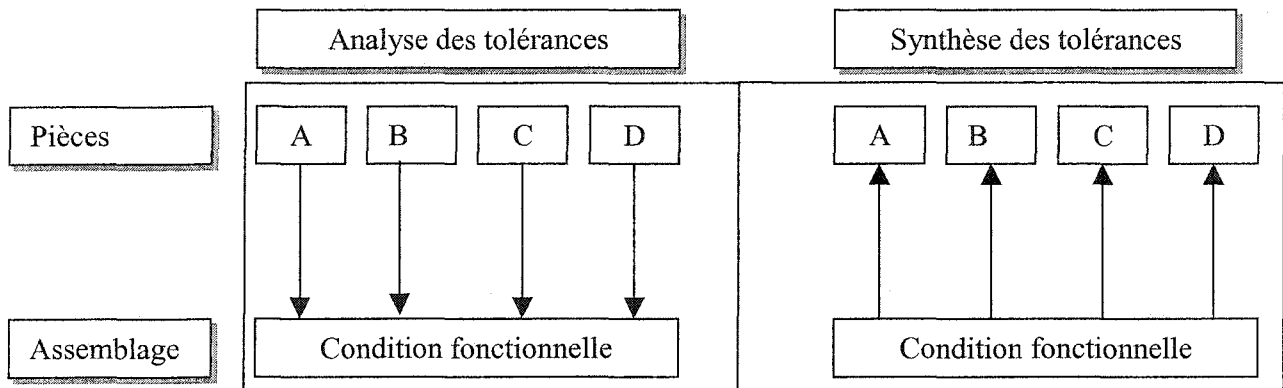 Analyse des tolérances Synthèse des tolérances
Pièces A B C D A B C D
Assemblage Condition fonctionnelle Condition fonctionnelle